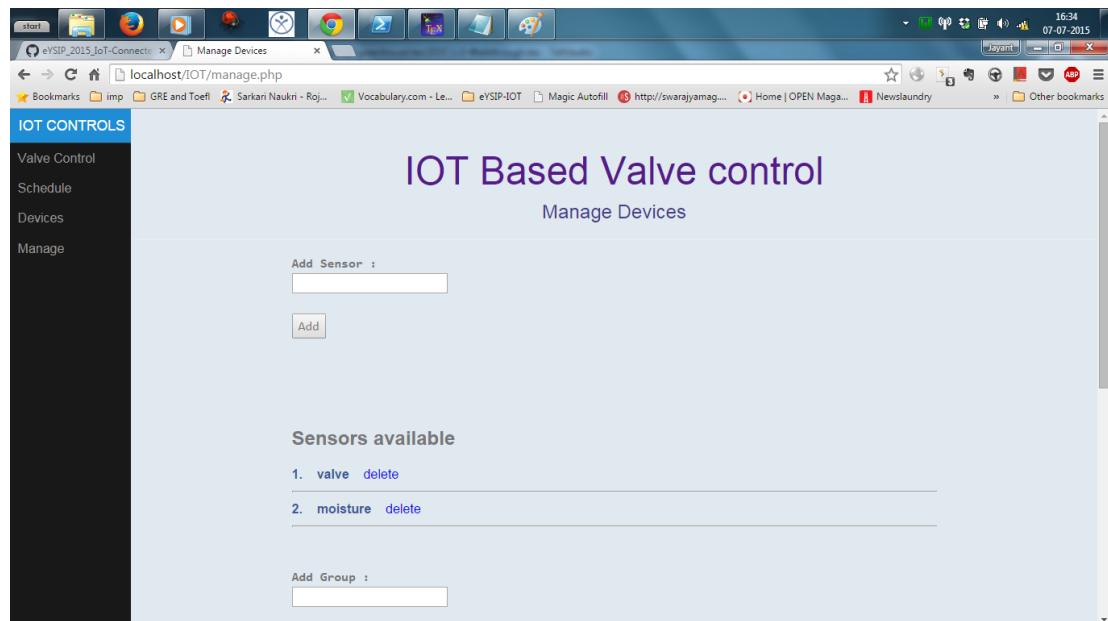 start
TEX
16:34
07-07-2015
eYSIP_2015_IoT-Connecte
Manage Devices
Jayant
localhost/IOT/manage.php
3
ABP
Bookmarks imp GRE and Toefl Sarkari Naukri - Roj... Vocabulary.com - Le... eYSIP-IOT Magic Autofill http://swarajyamag.... Home | OPEN Maga... Newslaundry » Other bookmarks
IOT CONTROLS
Valve Control
Schedule
Devices
Manage
IOT Based Valve control
Manage Devices
Add Sensor :
Add
Sensors available
1. valve delete
2. moisture delete
Add Group :